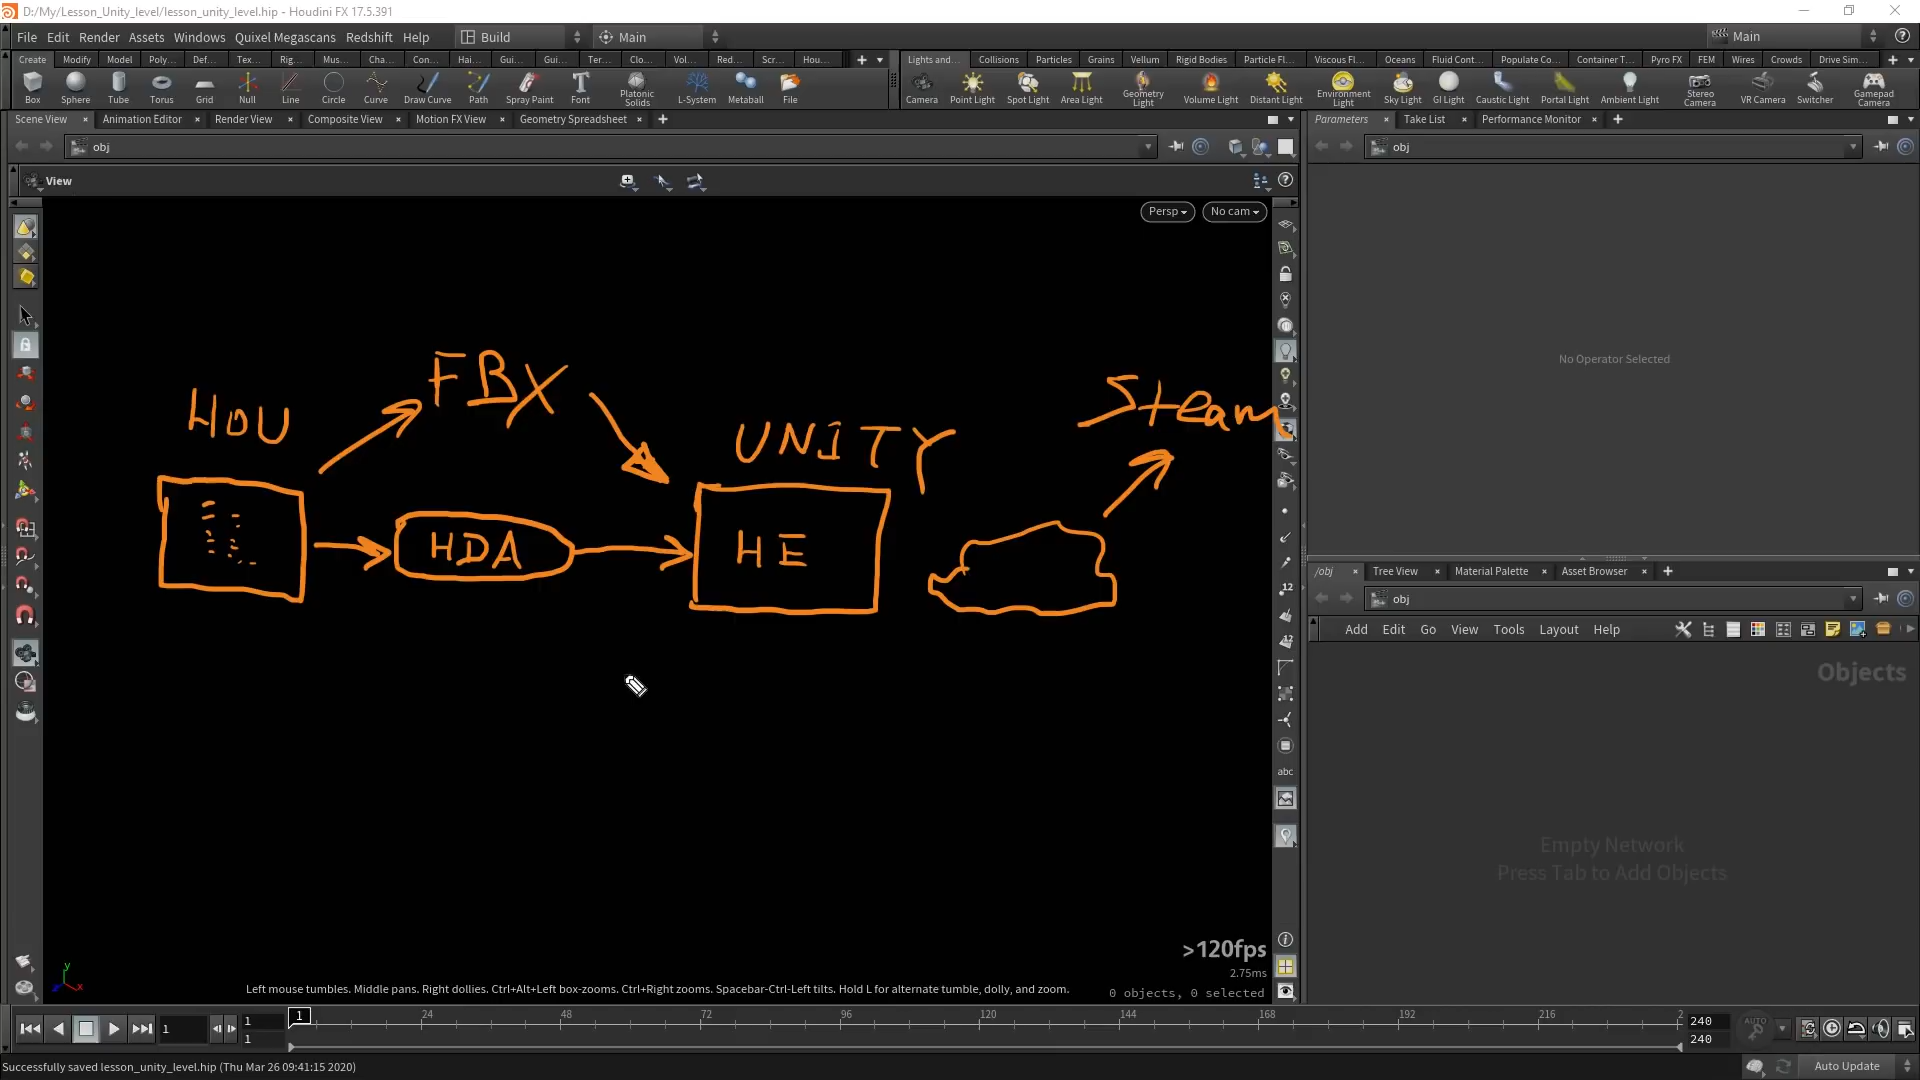 D:/My/Lesson_Unity_level/lesson_unity_level.hip - Houdini FX 17.5.391
File Edit Render Assets Windows Quixel Megascans Redshift Help Build Main Main
Create Modify Model Poly... Def... Tex... Rig... Mus... Cha... Con... Hai... Gui... Gui... Ter... Clo... Vol... Red... Scr... Hou...
Lights and... Collisions Particles Grains Vellum Rigid Bodies Particle Fl... Viscous Fl... Oceans Fluid Cont... Populate Co... Container T... Pyro FX FEM Wires Crowds Drive Sim...
Box Sphere Tube Torus Grid Null Line Circle Curve Draw Curve Path Spray Paint Font Platonic Solids L-System Metaball File
Camera Point Light Spot Light Area Light Geometry Light Volume Light Distant Light Environment Light Sky Light GI Light Caustic Light Portal Light Ambient Light Stereo Camera VR Camera Switcher Gamepad Camera
Scene View Animation Editor Render View Composite View Motion FX View Geometry Spreadsheet
Parameters Take List Performance Monitor
obj
obj
View
Persp No cam
No Operator Selected
FBX
Steam
HOU
UNITY
HDA
HE
12
12
abc
/obj Tree View Material Palette Asset Browser
obj
Add Edit Go View Tools Layout Help
Objects
Empty Network
Press Tab to Add Objects
>120fps
2.75ms
y
z x
Left mouse tumbles. Middle pans. Right dollies. Ctrl+Alt+Left box-zooms. Ctrl+Right zooms. Spacebar-Ctrl-Left tilts. Hold L for alternate tumble, dolly, and zoom.
0 objects, 0 selected
1 1 1 1 24 48 72 96 120 144 168 192 216 2 240 240 AUTO
Successfully saved lesson_unity_level.hip (Thu Mar 26 09:41:15 2020)
Auto Update